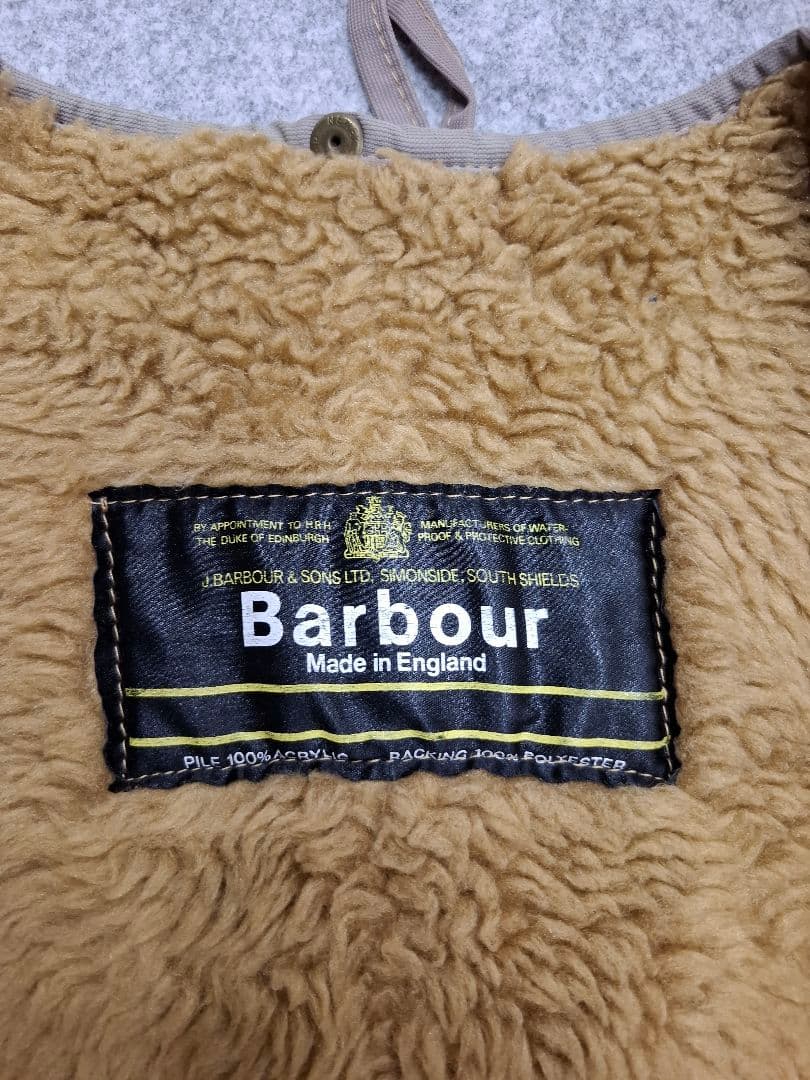 BY APPOINTMENT TO H.R.H. MANUFACTURERS OF WATER-
THE DUKE OF EDINBURGH PROOF & PROTECTIVE CLOTHING
J. BARBOUR & SONS LTD, SIMONSIDE, SOUTH SHIELDS
Barbour
Made in England
PILE 100% ACRYLIC BACKING 100% POLYESTER